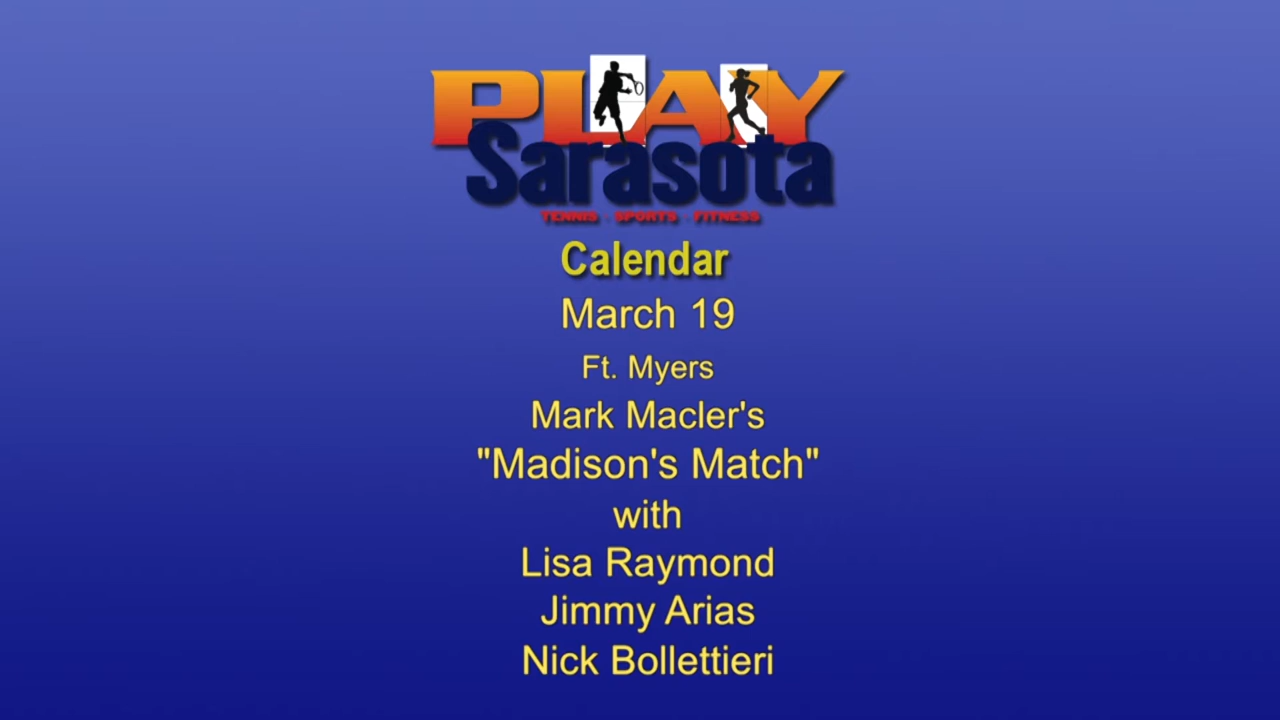 PLAY
Sarasota
TENNIS · SPORTS · FITNESS
Calendar
March 19
Ft. Myers
Mark Macler's
"Madison's Match"
with
Lisa Raymond
Jimmy Arias
Nick Bollettieri